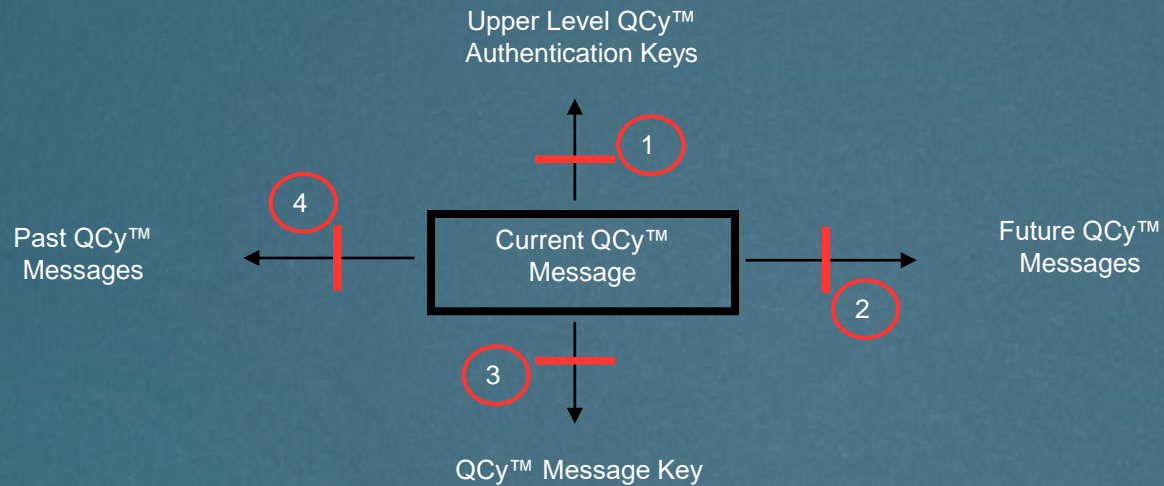 Upper Level QCy™
Authentication Keys
1
4
Past QCy™
Messages
Current QCy™
Message
Future QCy™
Messages
2
3
QCy™ Message Key